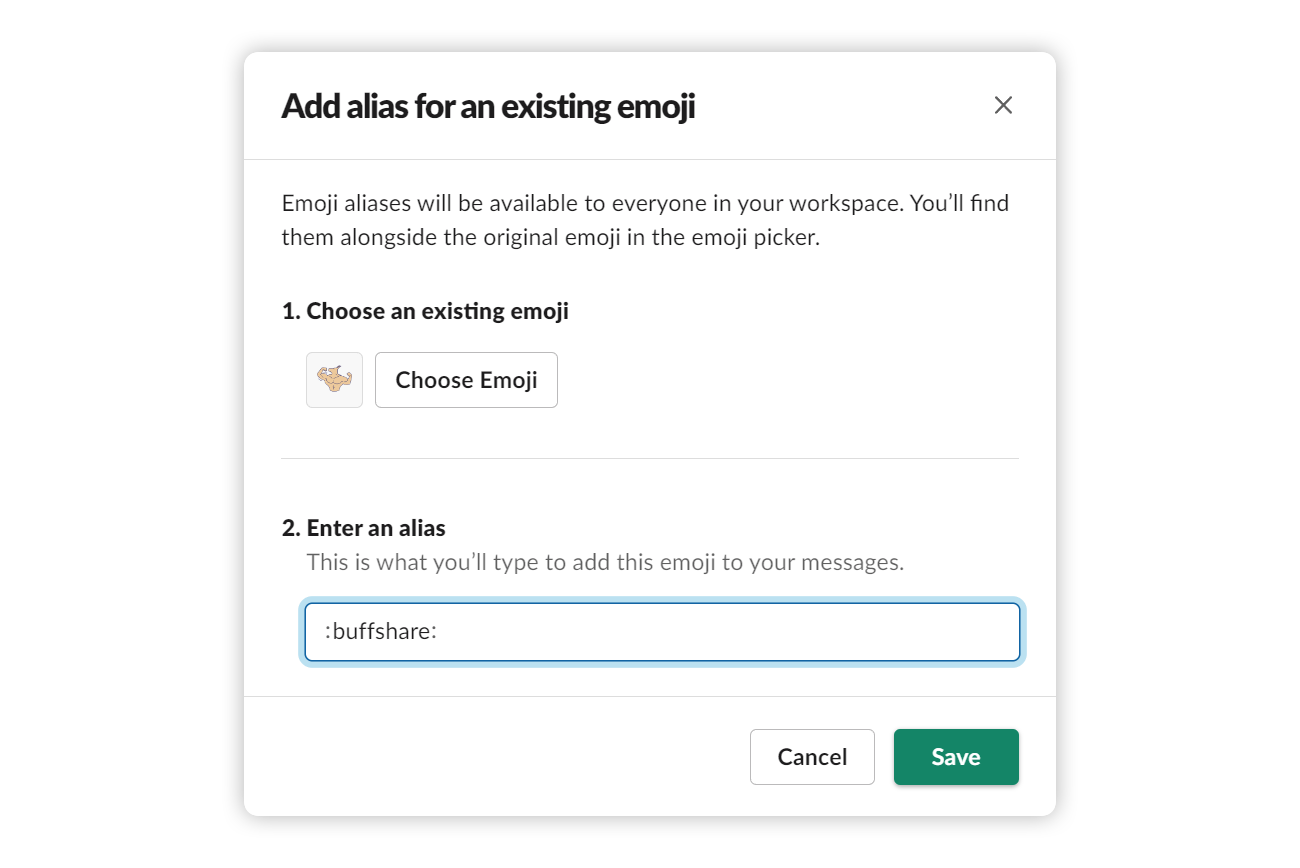 Add alias for an existing emoji
Emoji aliases will be available to everyone in your workspace. You’ll find
them alongside the original emoji in the emoji picker.
1. Choose an existing emoji
Choose Emoji
2. Enter an alias
This is what you’ll type to add this emoji to your messages.
:buffshare:
Cancel
Save